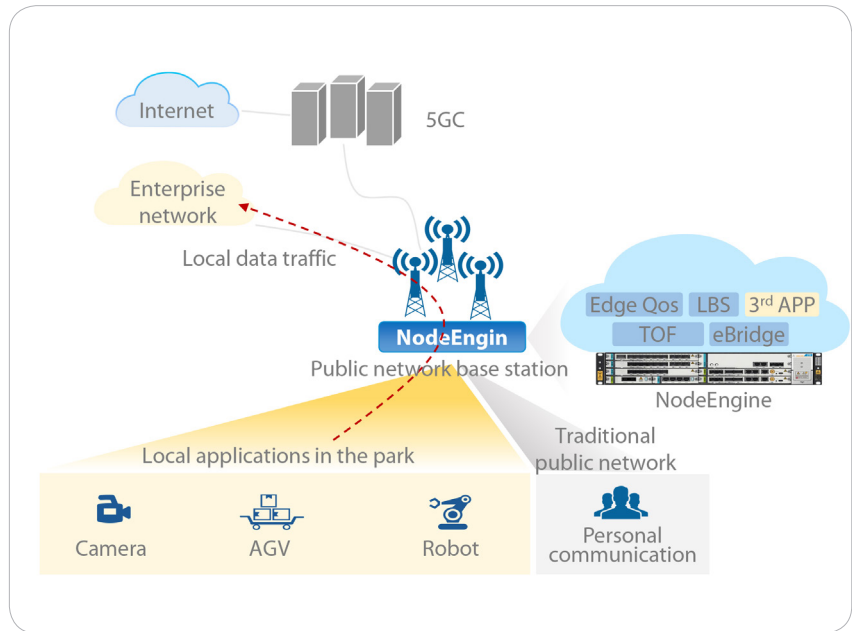 Internet
5GC
Enterprise
network
Local data traffic
Edge Qos
LBS
3rd APP
TOF
eBridge
NodeEngin
Public network base station
NodeEngine
Traditional
public network
Local applications in the park
Camera
AGV
Robot
Personal
communication